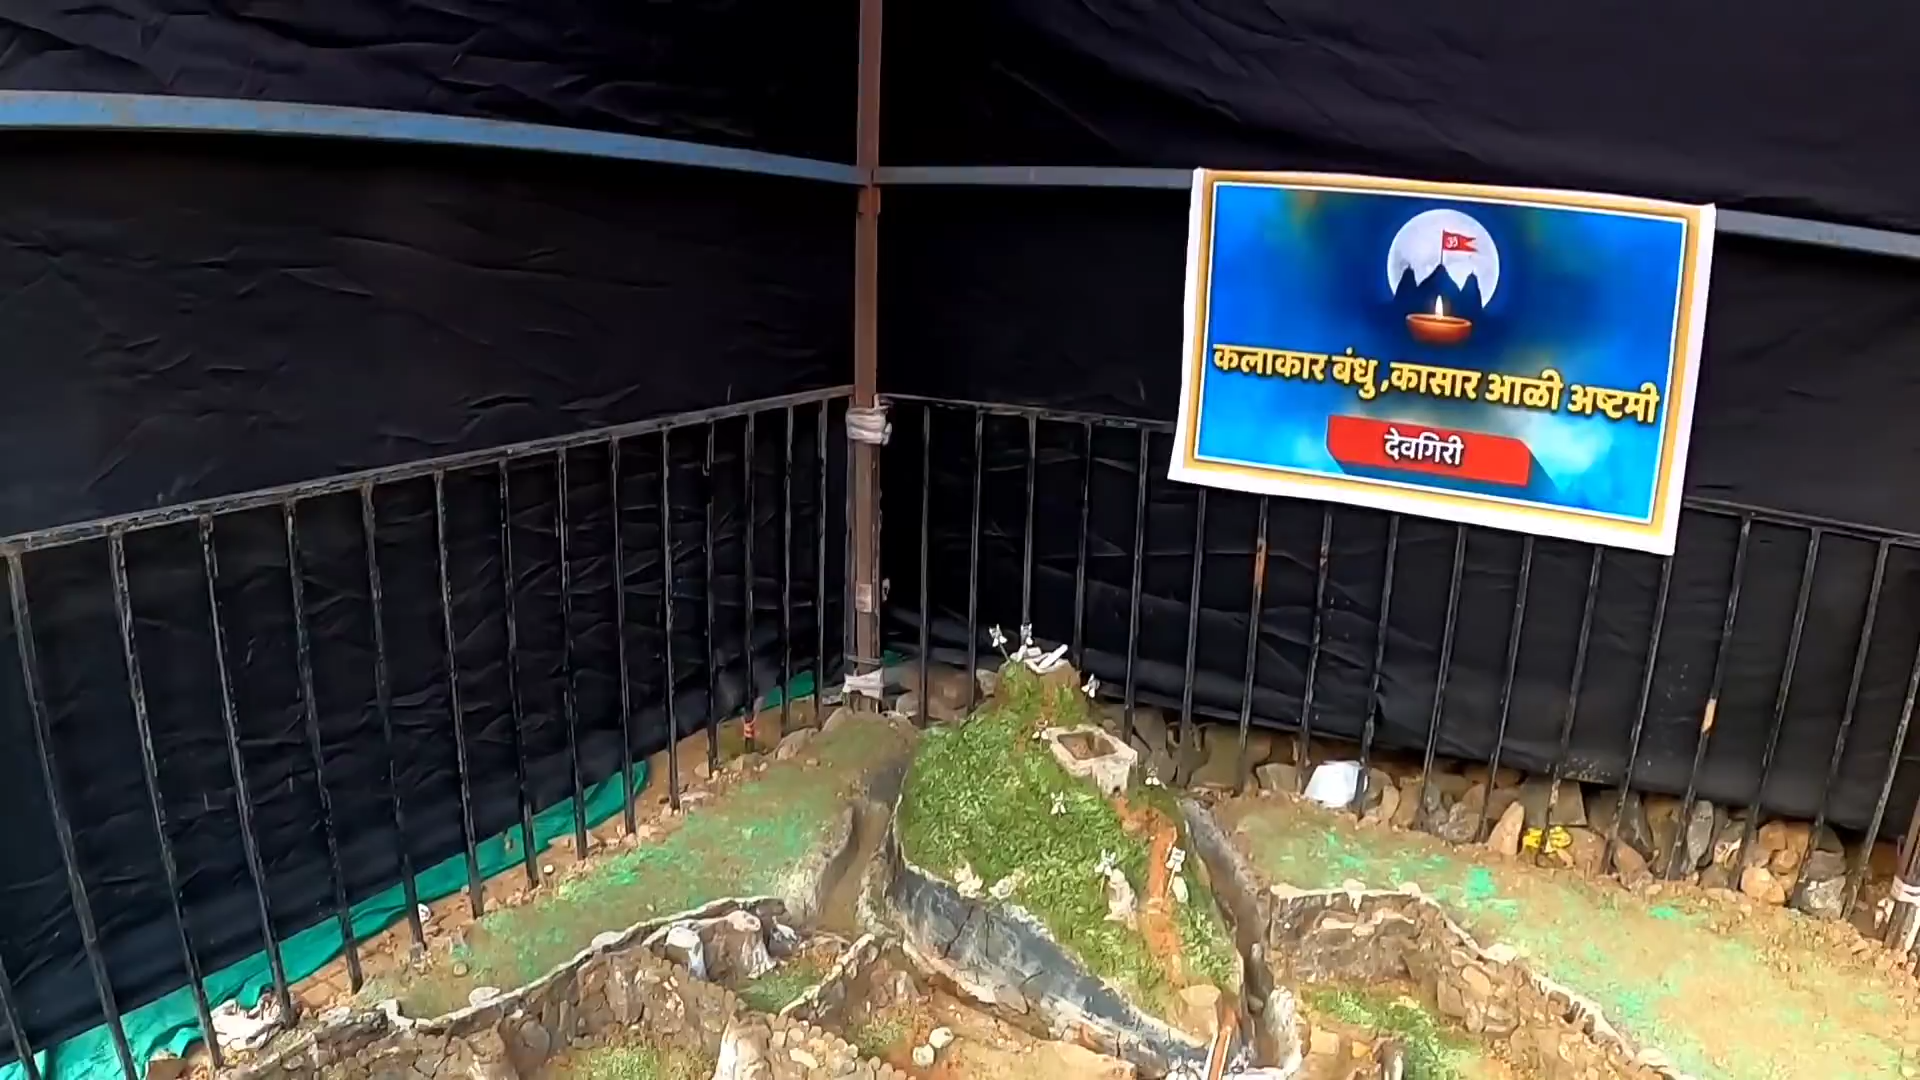 ॐ
कलाकार बंधु ,कासार आळी अष्टमी
देवगिरी